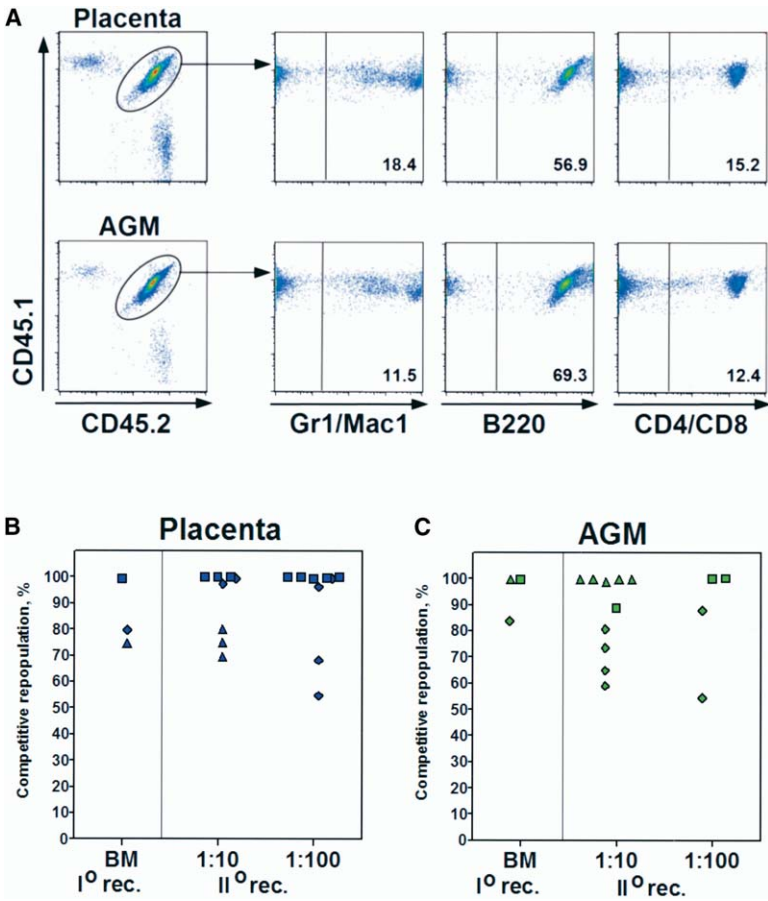 A
Placenta
18.4
56.9
15.2
AGM
11.5
69.3
12.4
CD45.1
CD45.2
Gr1/Mac1
B220
CD4/CD8
B
Placenta
Competitive repopulation, %
100
90
80
70
60
50
40
30
20
10
0
BM
1:10
1:100
I° rec.
II° rec.
C
AGM
Competitive repopulation, %
100
90
80
70
60
50
40
30
20
10
0
BM
1:10
1:100
I° rec.
II° rec.